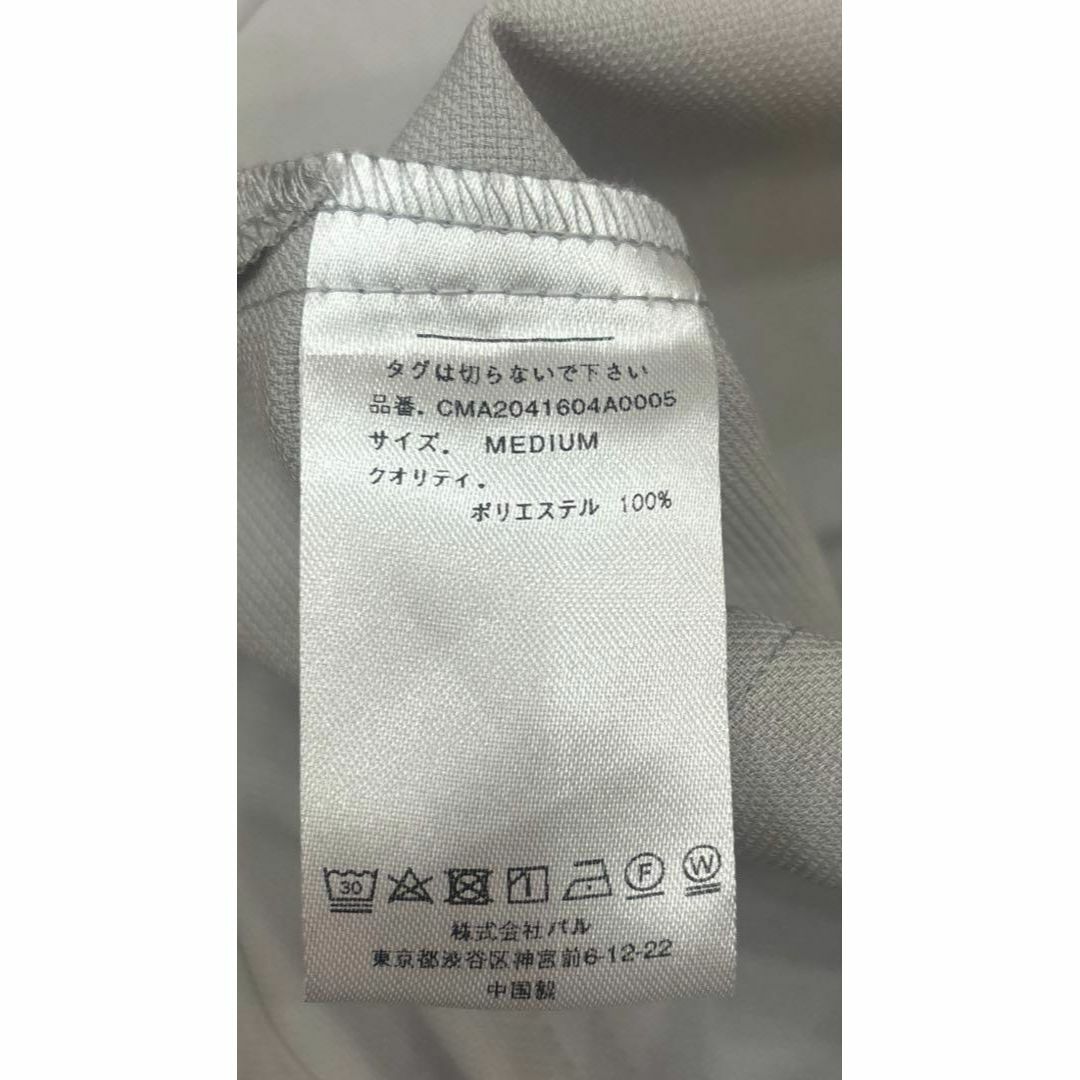 タグは切らないで下さい
品番. CMA2041604A0005
サイズ. MEDIUM
クオリティ.
ポリエステル 100%
30 F W
株式会社パル
東京都渋谷区神宮前6-12-22
中国製